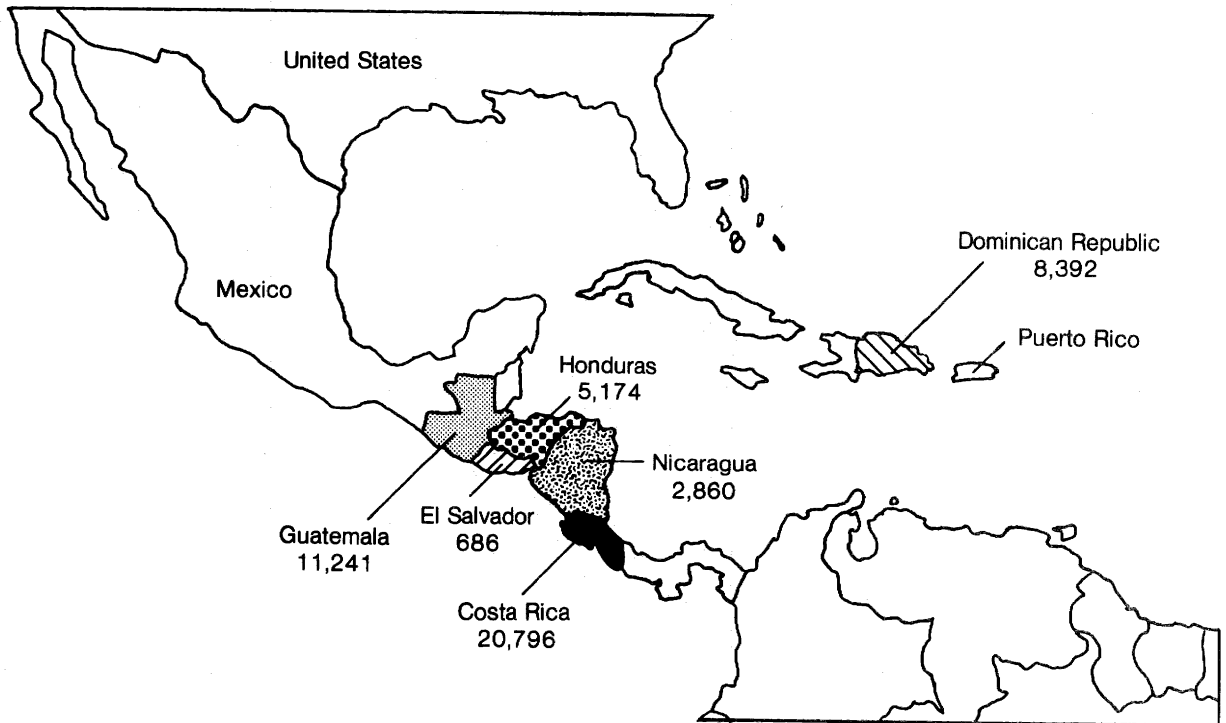 United States
Dominican Republic
8,392
Mexico
Puerto Rico
Honduras
5,174
Nicaragua
2,860
El Salvador
686
Guatemala
11,241
Costa Rica
20,796